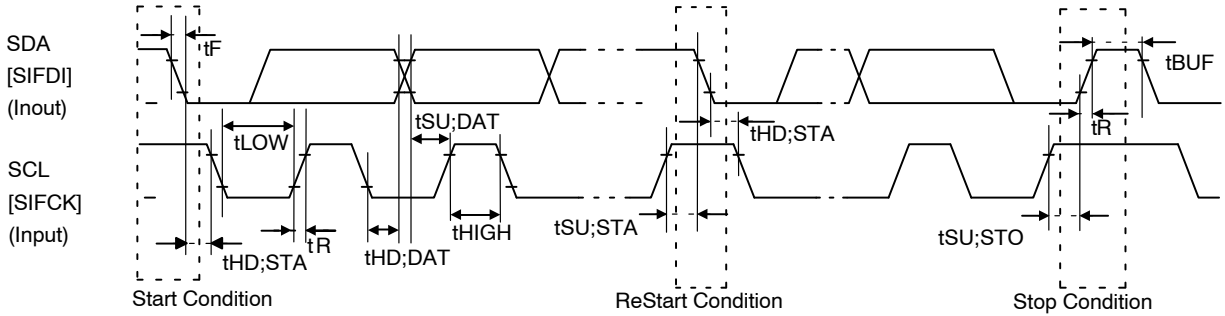 SDA
[SIFDI]
(Inout)
tF
tBUF
tSU;DAT
tLOW
tHD;STA
tR
SCL
[SIFCK]
(Input)
tHIGH
tSU;STA
tSU;STO
tR
tHD;STA
tHD;DAT
Start Condition
ReStart Condition
Stop Condition